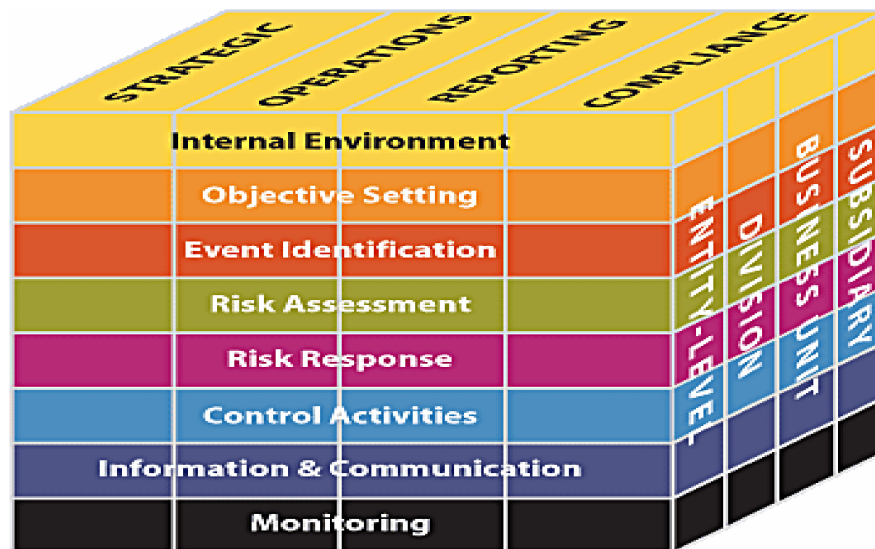 STRATEGIC
OPERATIONS
REPORTING
COMPLIANCE
Internal Environment
Objective Setting
Event Identification
Risk Assessment
Risk Response
Control Activities
Information & Communication
Monitoring
ENTITY-LEVEL
DIVISION
BUSINESS UNIT
SUBSIDIARY